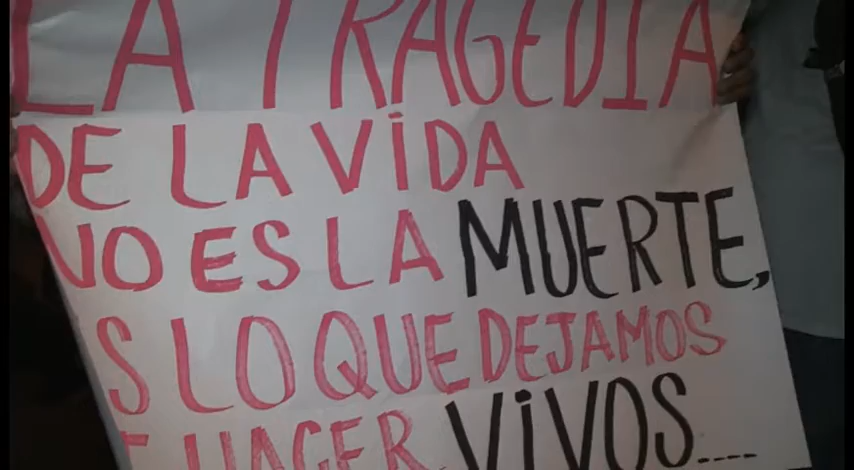 LA TRAGEDIA
DE LA VIDA
NO ES LA MUERTE,
S LO QUE DEJAMOS
E HACER VIVOS....